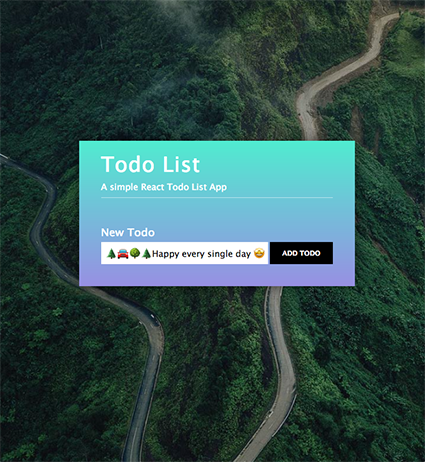 Todo List
A simple React Todo List App
New Todo
🌲🚘🌳🌲Happy every single day 🤩
ADD TODO